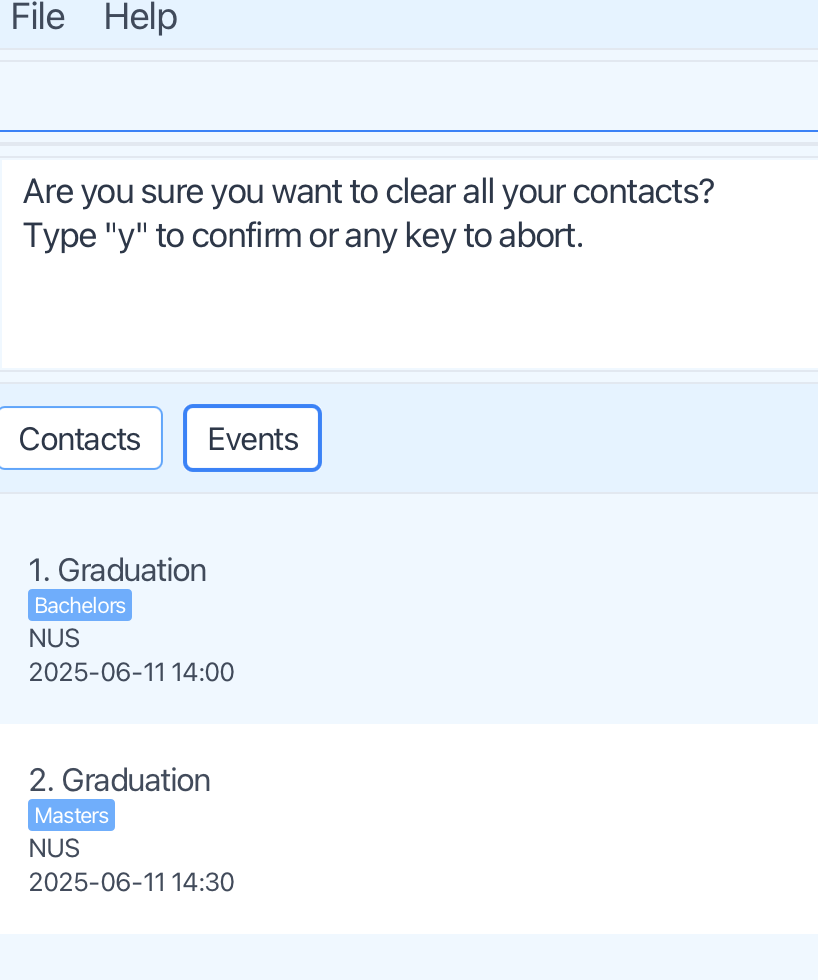 File Help
Are you sure you want to clear all your contacts?
Type "y" to confirm or any key to abort.
Contacts Events
1. Graduation
Bachelors
NUS
2025-06-11 14:00
2. Graduation
Masters
NUS
2025-06-11 14:30